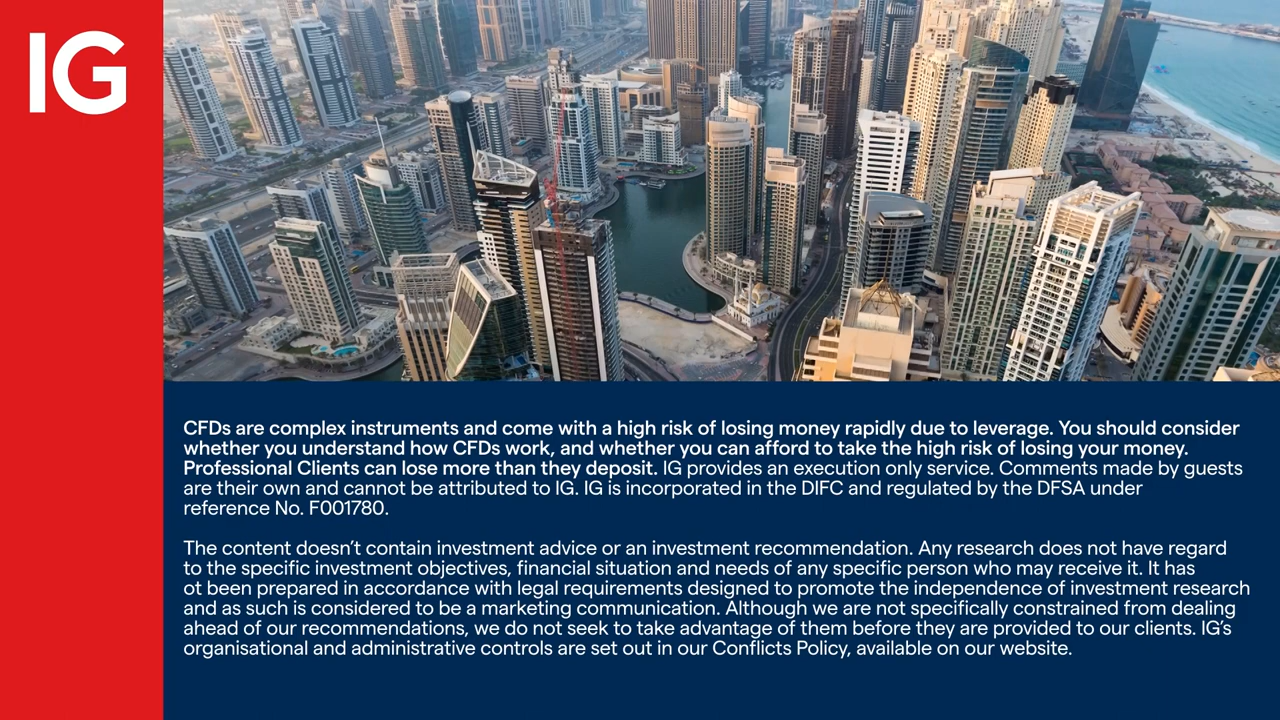 IG
CFDs are complex instruments and come with a high risk of losing money rapidly due to leverage. You should consider
whether you understand how CFDs work, and whether you can afford to take the high risk of losing your money.
Professional Clients can lose more than they deposit. IG provides an execution only service. Comments made by guests
are their own and cannot be attributed to IG. IG is incorporated in the DIFC and regulated by the DFSA under
reference No. F001780.
The content doesn't contain investment advice or an investment recommendation. Any research does not have regard
to the specific investment objectives, financial situation and needs of any specific person who may receive it. It has
ot been prepared in accordance with legal requirements designed to promote the independence of investment research
and as such is considered to be a marketing communication. Although we are not specifically constrained from dealing
ahead of our recommendations, we do not seek to take advantage of them before they are provided to our clients. IG's
organisational and administrative controls are set out in our Conflicts Policy, available on our website.